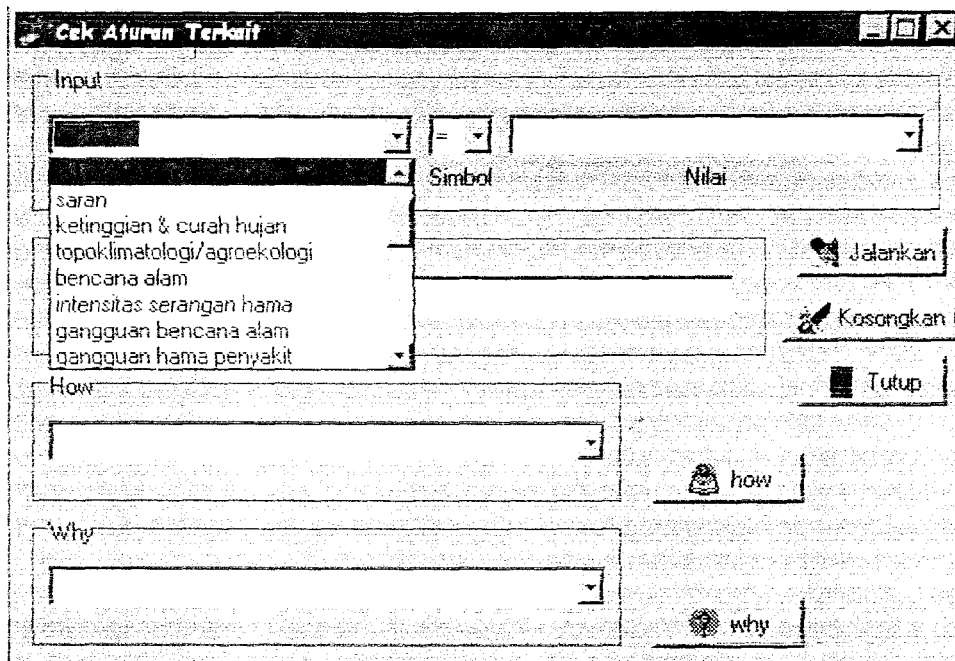 Cek Aturan Terkait
Input
=
Simbol
Nilai
saran
ketinggian & curah hujan
topoklimatologi/agroekologi
bencana alam
intensitas serangan hama
gangguan bencana alam
gangguan hama penyakit
Jalankan
Kosongkan
Tutup
How
how
Why
why